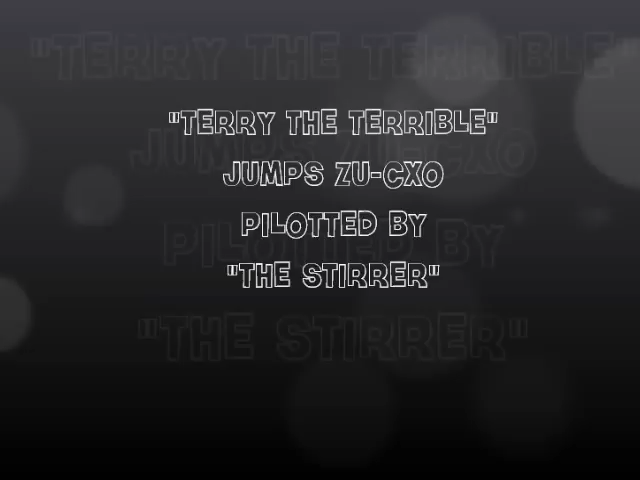 "TERRY THE TERRIBLE"
JUMPS ZU-CXO
PILOTTED BY
"THE STIRRER"